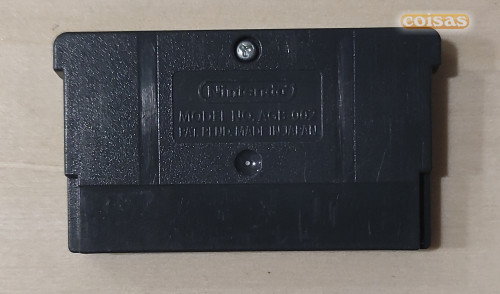 coisas
Nintendo
MODEL NO. AGB-002
PAT. PEND. MADE IN JAPAN